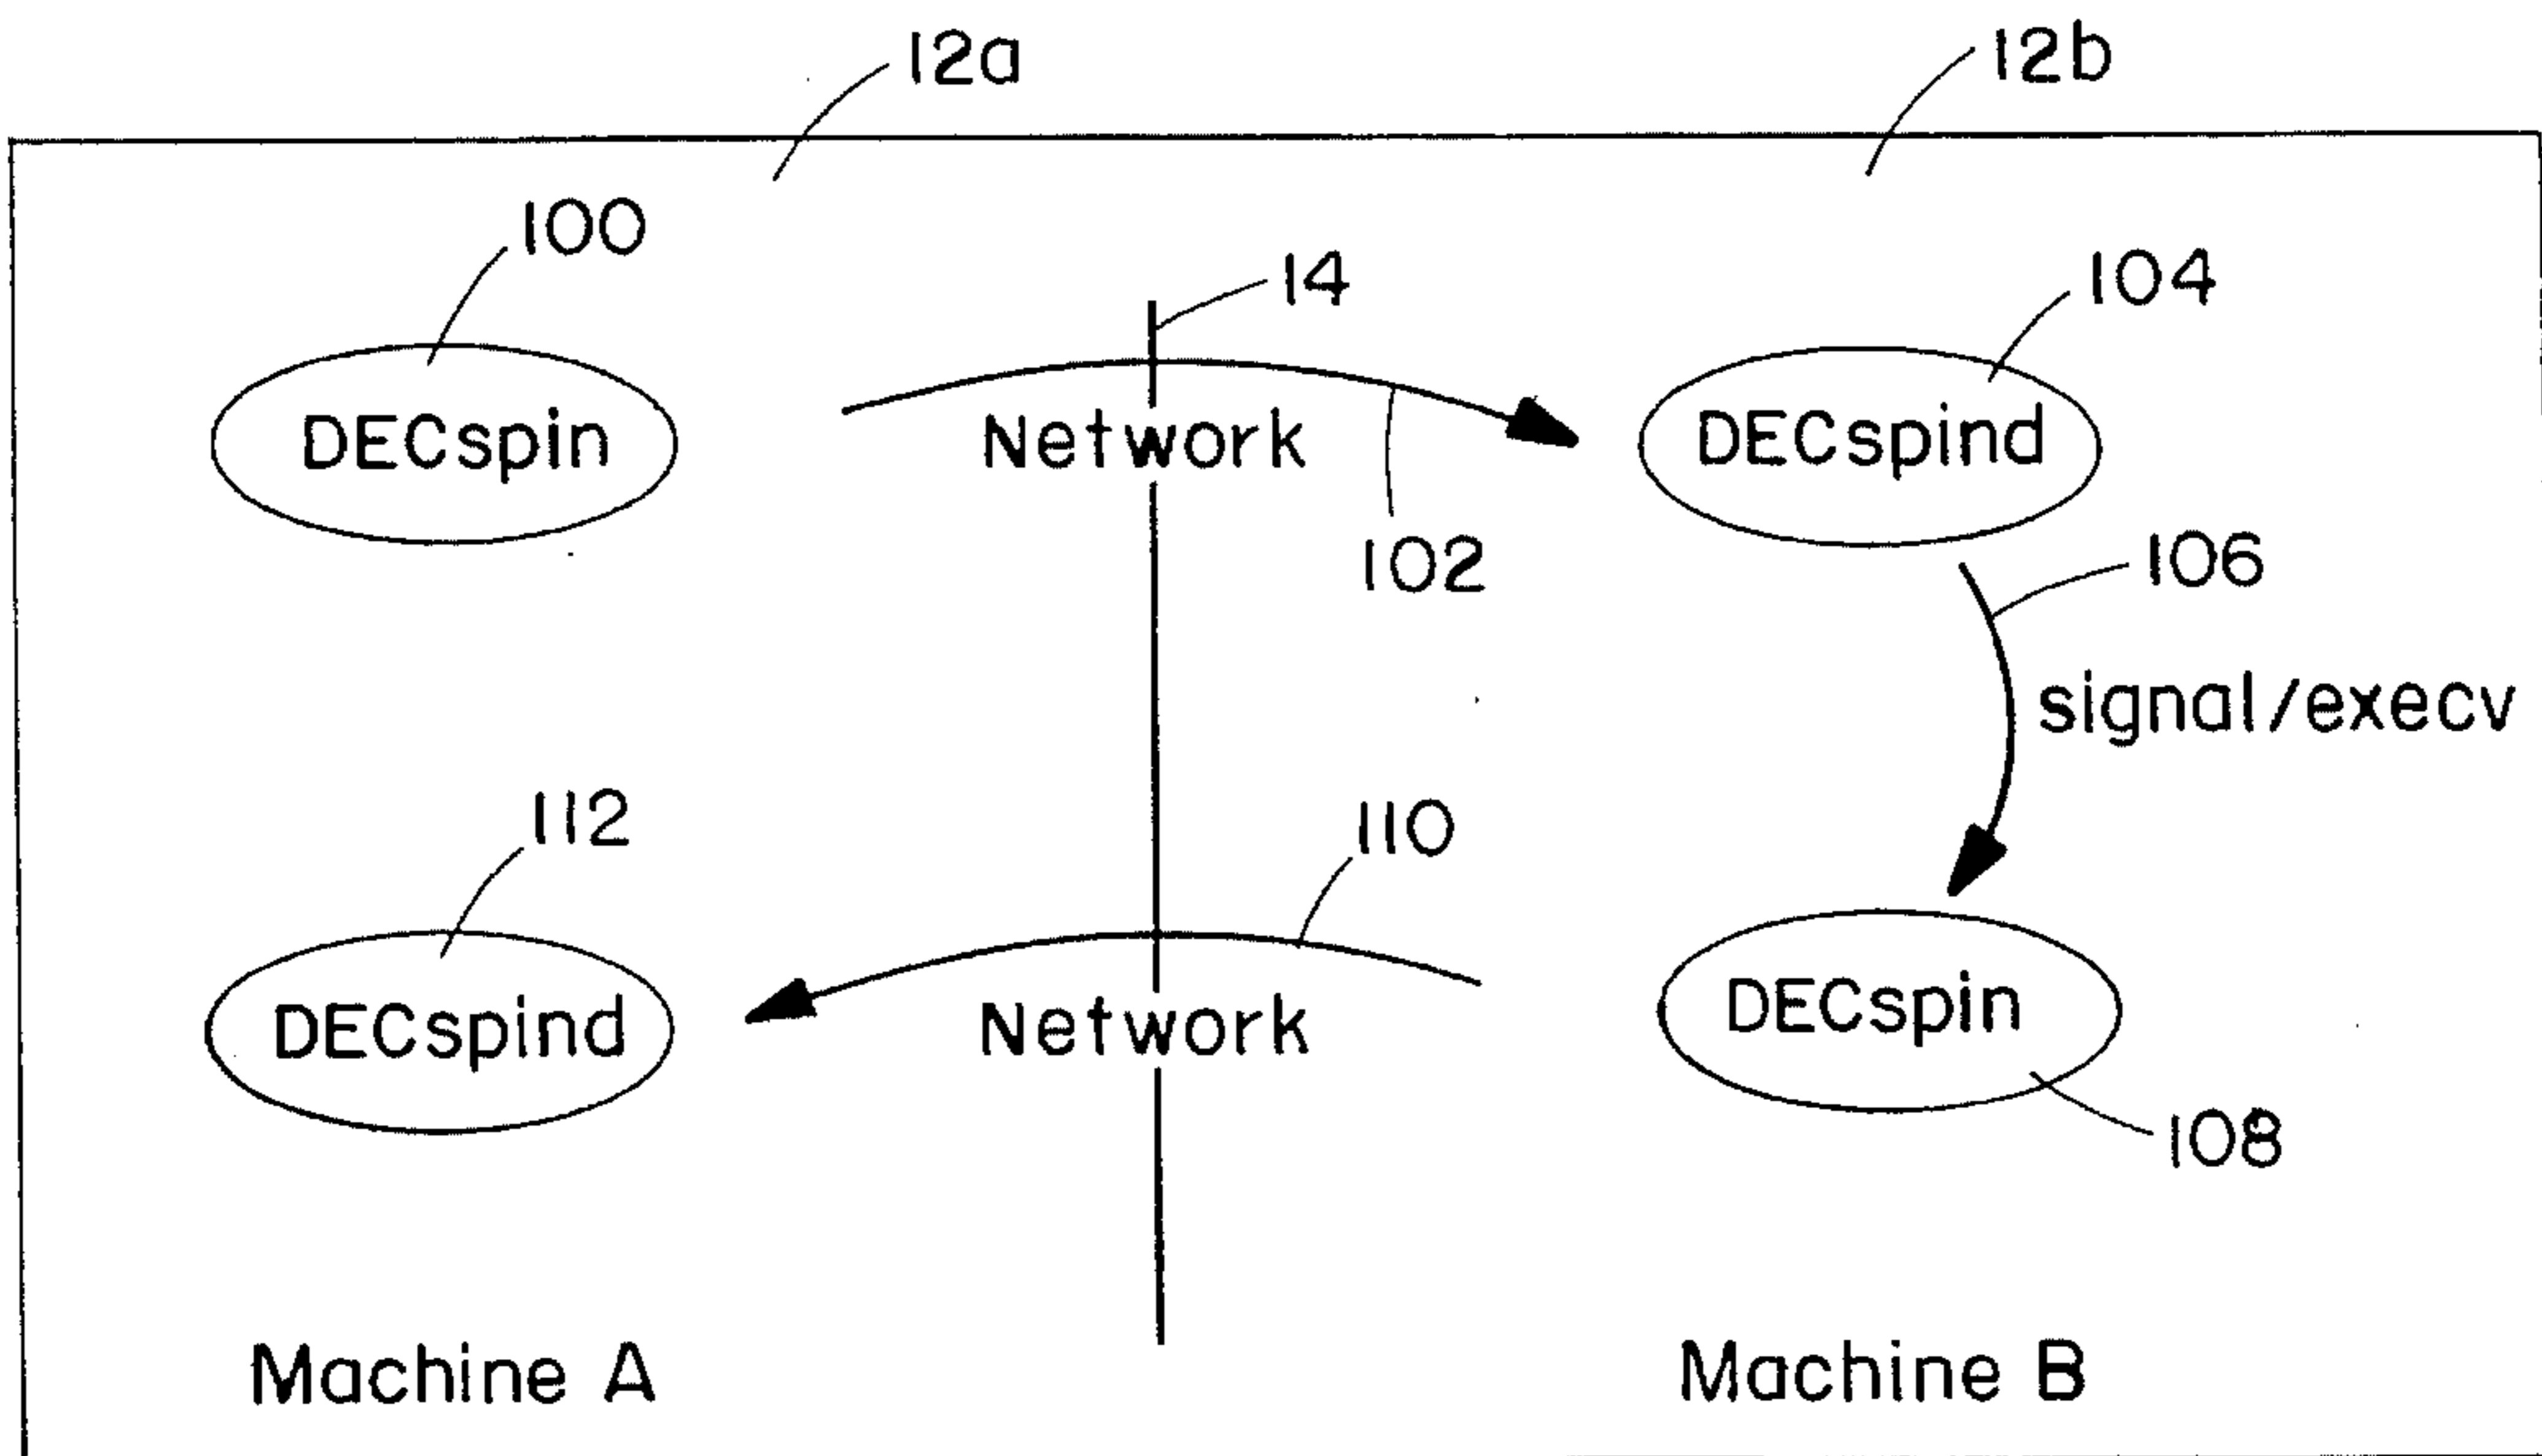 12a
12b
100
14
104
DECspin
Network
DECspind
102
106
signal/execv
112
110
DECspind
Network
DECspin
108
Machine A
Machine B